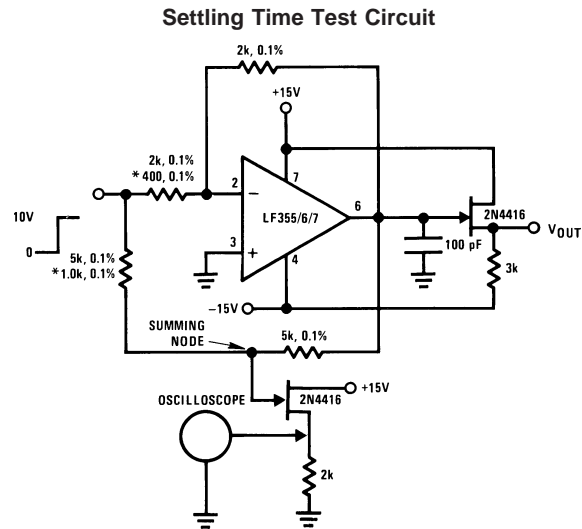 Settling Time Test Circuit
2k, 0.1%
+15V
2k, 0.1%
* 400, 0.1%
2
−
7
LF355/6/7
6
2N4416
VOUT
10V
0
3
+
4
100 pF
5k, 0.1%
*1.0k, 0.1%
3k
−15V
SUMMING
NODE
5k, 0.1%
+15V
OSCILLOSCOPE
2N4416
2k